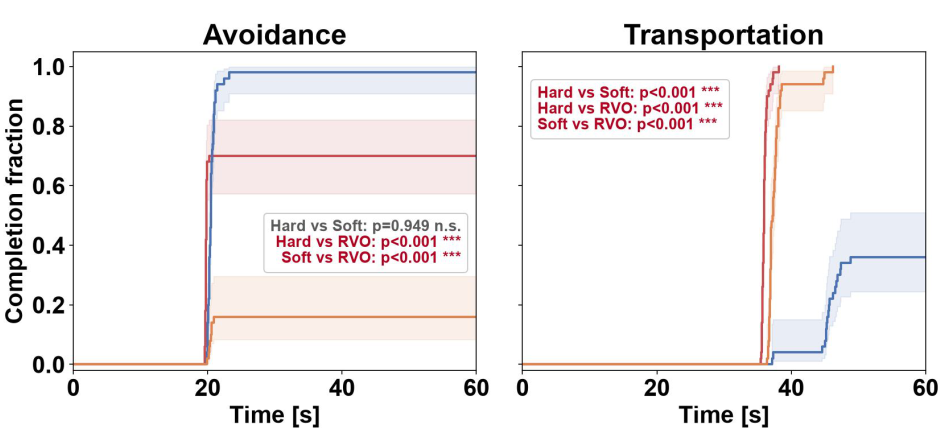 Avoidance
Transportation
Completion fraction
1.0
0.8
0.6
0.4
0.2
0.0
Hard vs Soft: p=0.949 n.s.
Hard vs RVO: p<0.001 ***
Soft vs RVO: p<0.001 ***
0
20
40
60
Time [s]
Hard vs Soft: p<0.001 ***
Hard vs RVO: p<0.001 ***
Soft vs RVO: p<0.001 ***
0
20
40
60
Time [s]